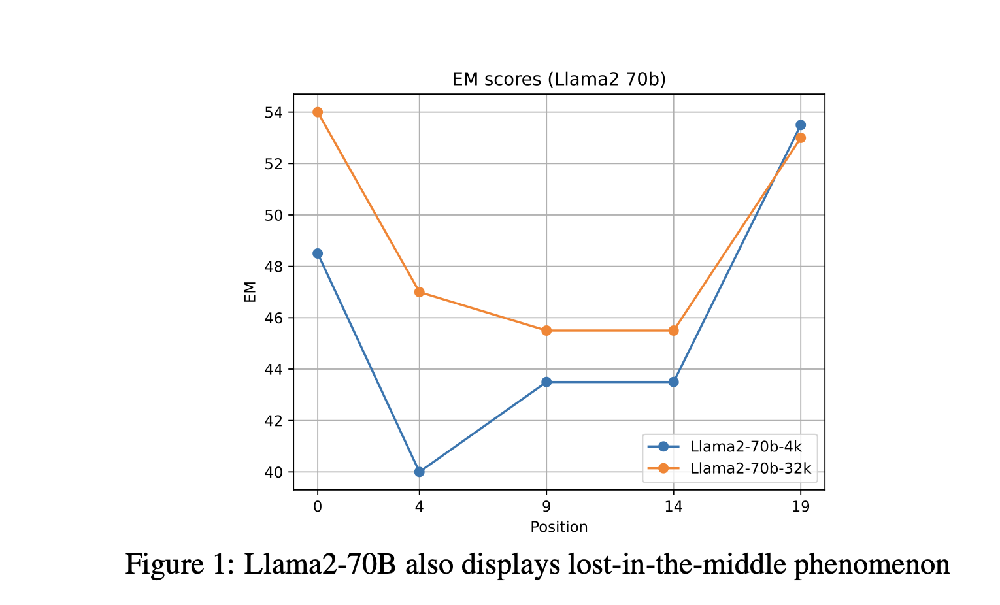 EM scores (Llama2 70b)
54
52
50
48
46
44
42
40
EM
Llama2-70b-4k
Llama2-70b-32k
0 4 9 14 19
Position
Figure 1: Llama2-70B also displays lost-in-the-middle phenomenon